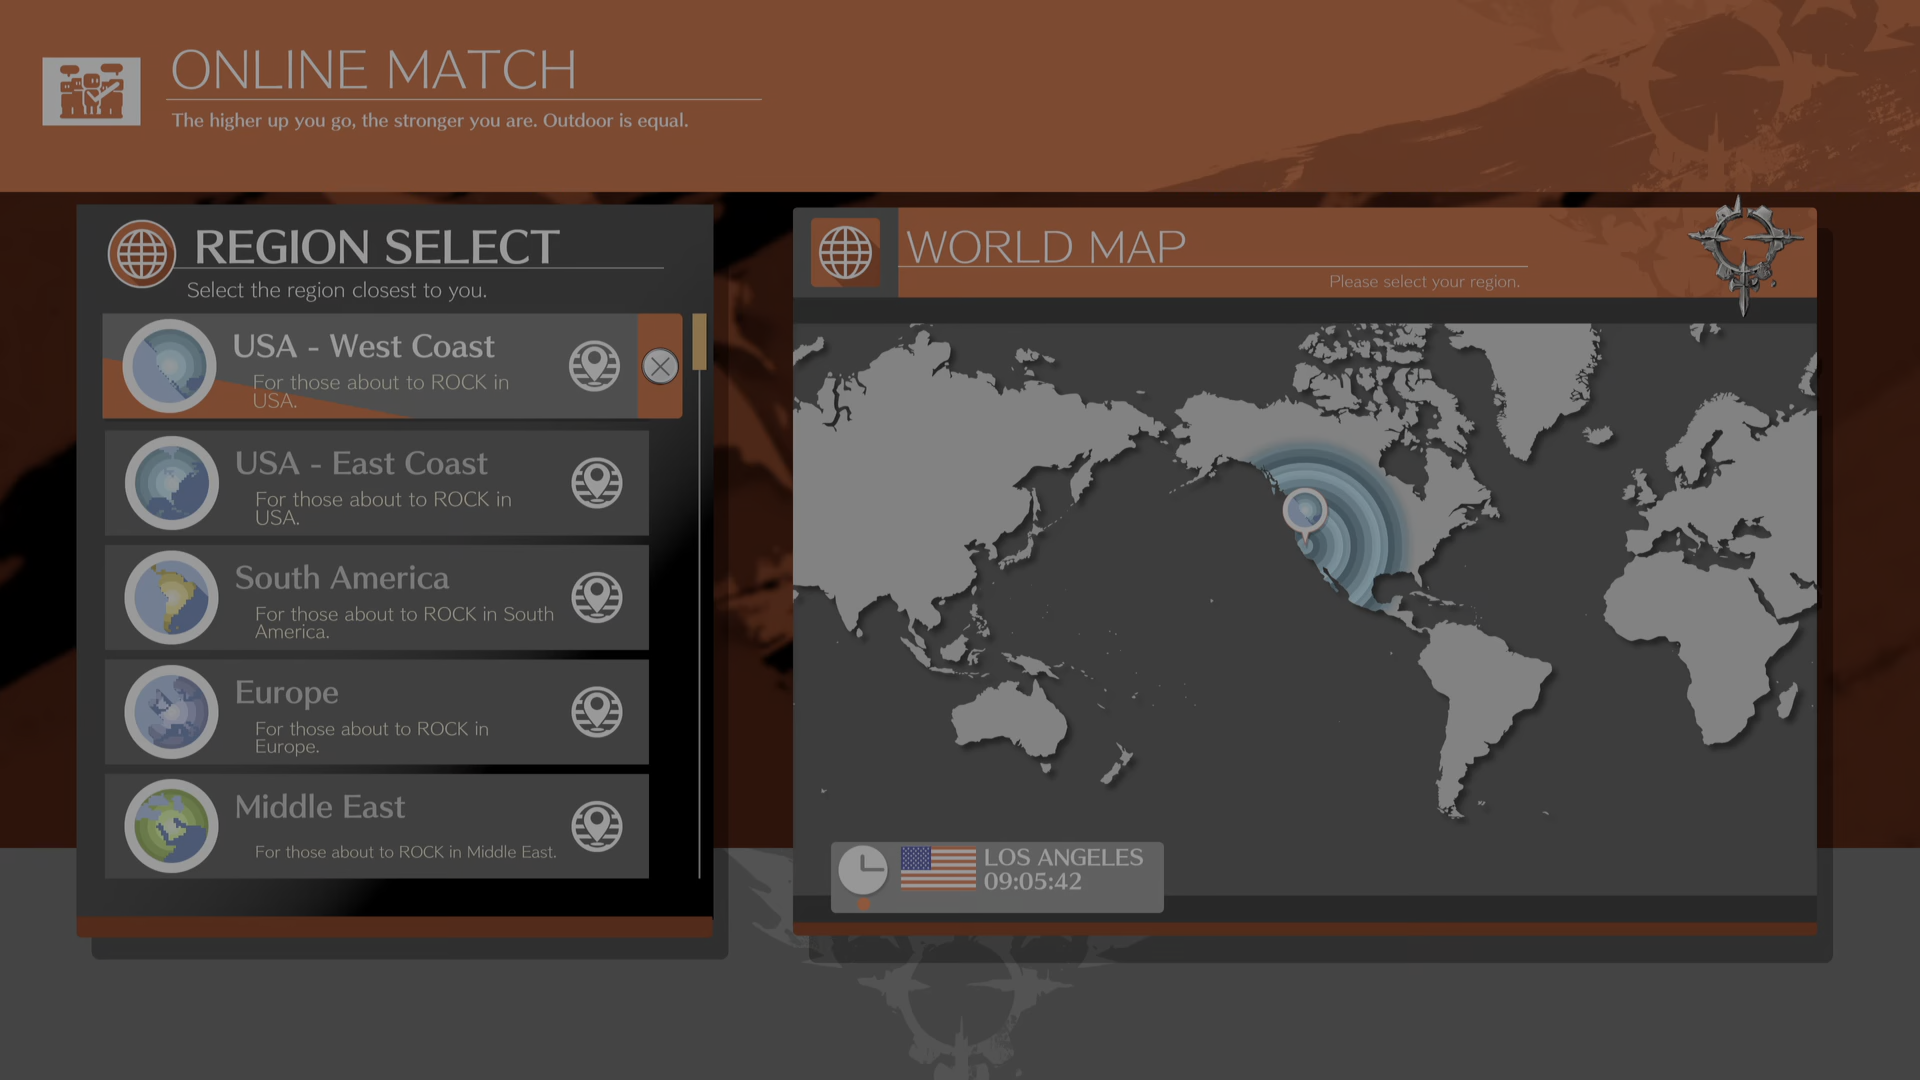 ONLINE MATCH
The higher up you go, the stronger you are. Outdoor is equal.
REGION SELECT
Select the region closest to you.
USA - West Coast
For those about to ROCK in
USA.
USA - East Coast
For those about to ROCK in
USA.
South America
For those about to ROCK in South
America.
Europe
For those about to ROCK in
Europe.
Middle East
For those about to ROCK in Middle East.
WORLD MAP
Please select your region.
LOS ANGELES
09:05:42